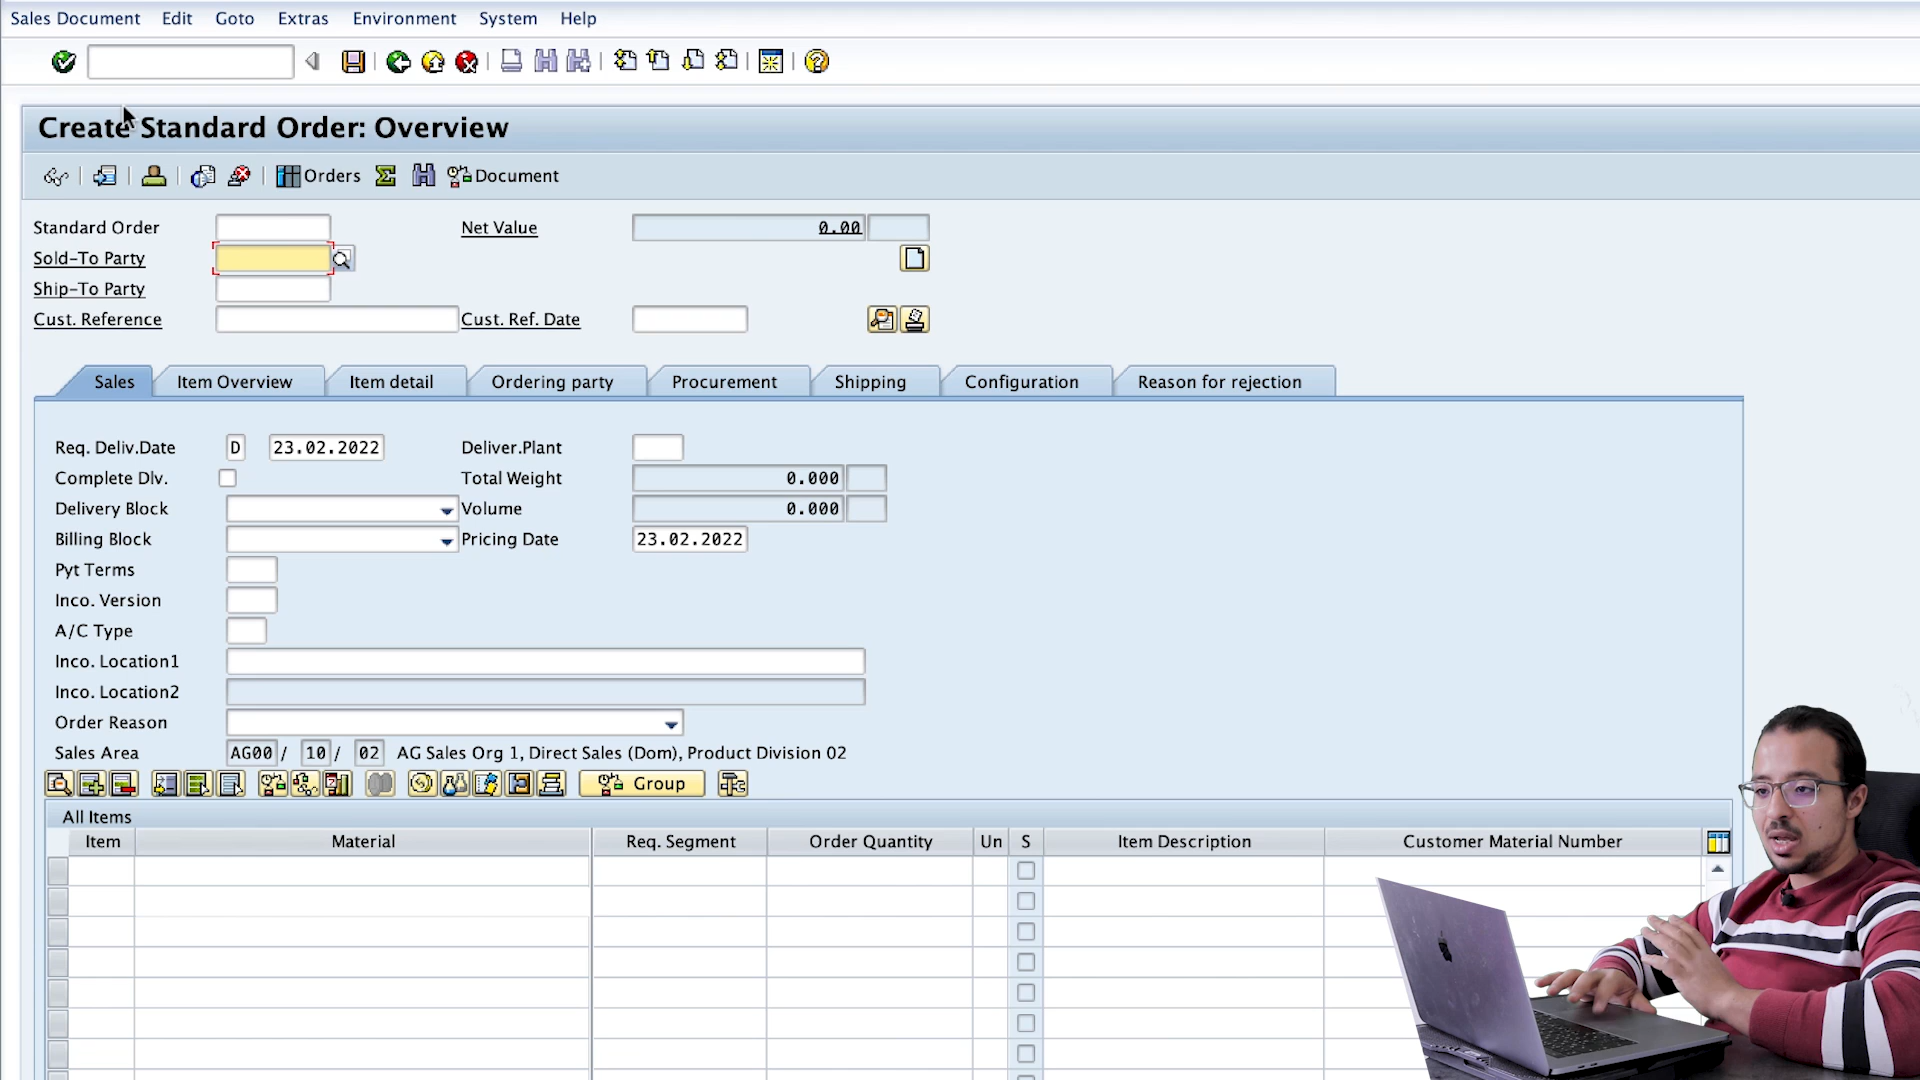 Sales Document Edit Goto Extras Environment System Help
Create Standard Order: Overview
Orders Document
Standard Order Net Value 0.00
Sold-To Party
Ship-To Party
Cust. Reference Cust. Ref. Date
Sales Item Overview Item detail Ordering party Procurement Shipping Configuration Reason for rejection
Req. Deliv.Date D 23.02.2022 Deliver.Plant
Complete Dlv. Total Weight 0.000
Delivery Block Volume 0.000
Billing Block Pricing Date 23.02.2022
Pyt Terms
Inco. Version
A/C Type
Inco. Location1
Inco. Location2
Order Reason
Sales Area AG00 / 10 / 02 AG Sales Org 1, Direct Sales (Dom), Product Division 02
Group
All Items
Item Material Req. Segment Order Quantity Un S Item Description Customer Material Number